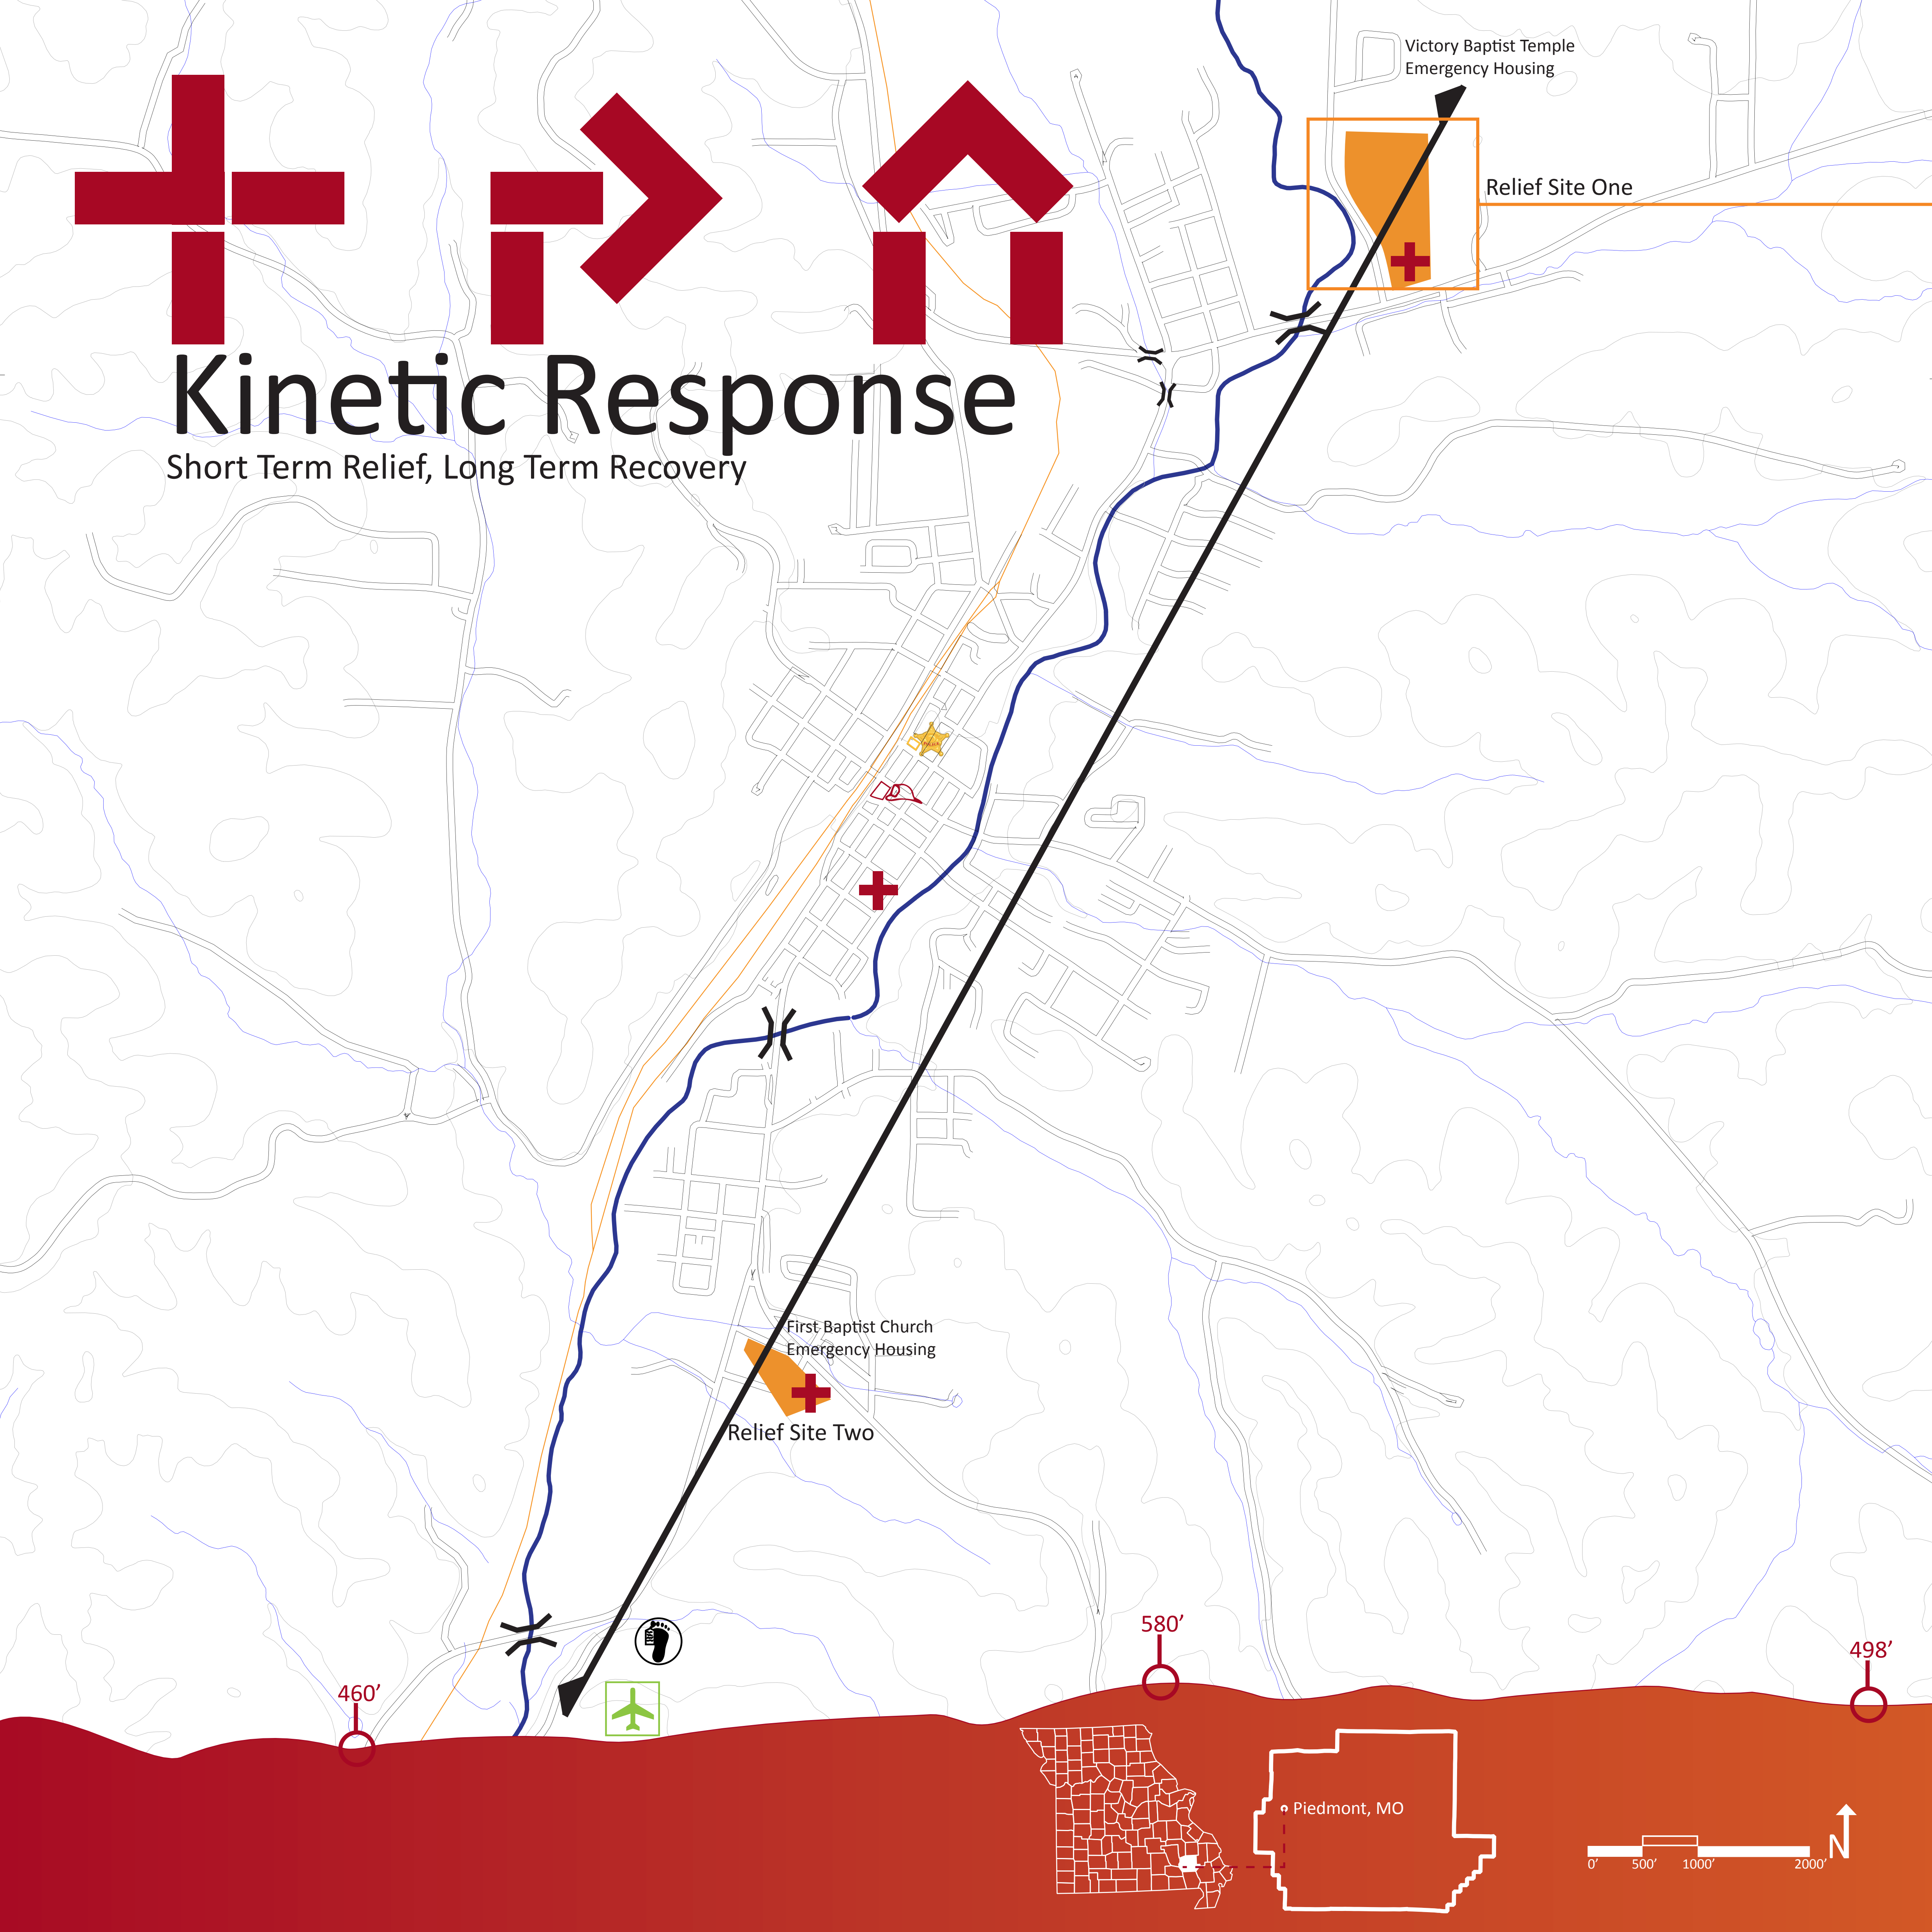 Victory Baptist Temple
Emergency Housing
Relief Site One
Kinetic Response
Short Term Relief, Long Term Recovery
First Baptist Church
Emergency Housing
Relief Site Two
460’
580’
498’
Piedmont, MO
0’ 500’ 1000’ 2000’
N